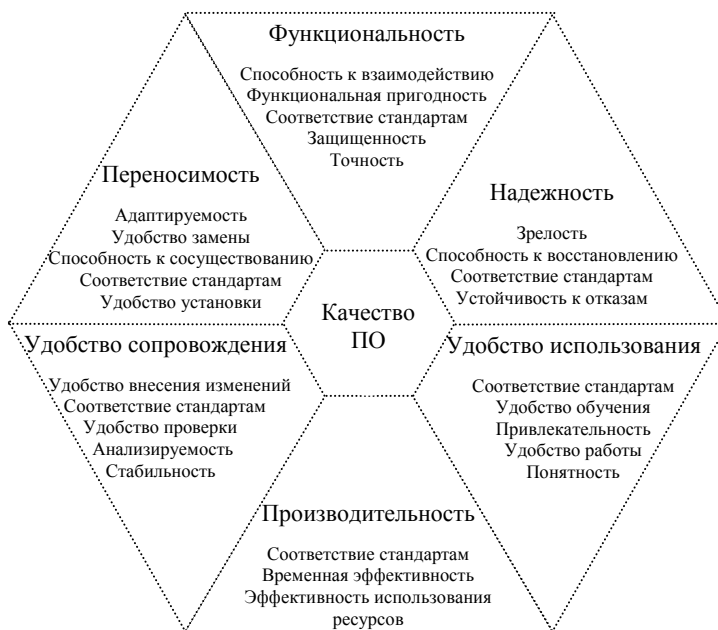 Функциональность
Способность к взаимодействию
Функциональная пригодность
Соответствие стандартам
Защищенность
Точность
Переносимость
Адаптируемость
Удобство замены
Способность к сосуществованию
Соответствие стандартам
Удобство установки
Надежность
Зрелость
Способность к восстановлению
Соответствие стандартам
Устойчивость к отказам
Качество
ПО
Удобство сопровождения
Удобство внесения изменений
Соответствие стандартам
Удобство проверки
Анализируемость
Стабильность
Удобство использования
Соответствие стандартам
Удобство обучения
Привлекательность
Удобство работы
Понятность
Производительность
Соответствие стандартам
Временная эффективность
Эффективность использования
ресурсов